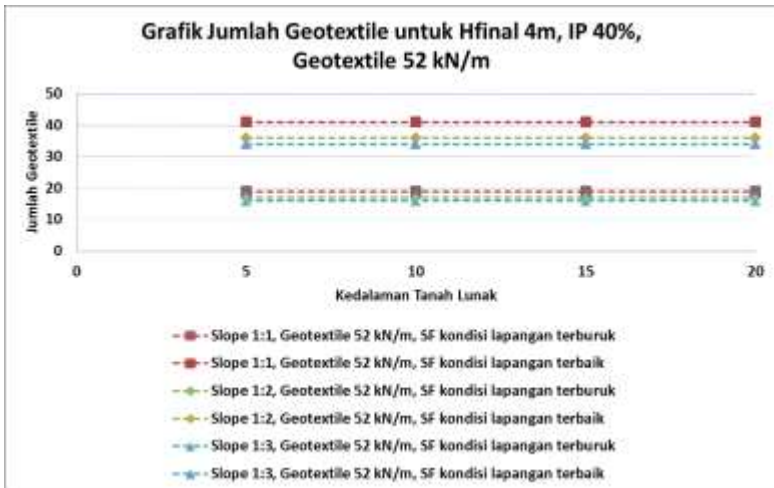 Grafik Jumlah Geotextile untuk Hfinal 4m, IP 40%,
Geotextile 52 kN/m
Jumlah Geotextile
50
40
30
20
10
0
0 5 10 15 20
Kedalaman Tanah Lunak
Slope 1:1, Geotextile 52 kN/m, SF kondisi lapangan terburuk
Slope 1:1, Geotextile 52 kN/m, SF kondisi lapangan terbaik
Slope 1:2, Geotextile 52 kN/m, SF kondisi lapangan terburuk
Slope 1:2, Geotextile 52 kN/m, SF kondisi lapangan terbaik
Slope 1:3, Geotextile 52 kN/m, SF kondisi lapangan terburuk
Slope 1:3, Geotextile 52 kN/m, SF kondisi lapangan terbaik